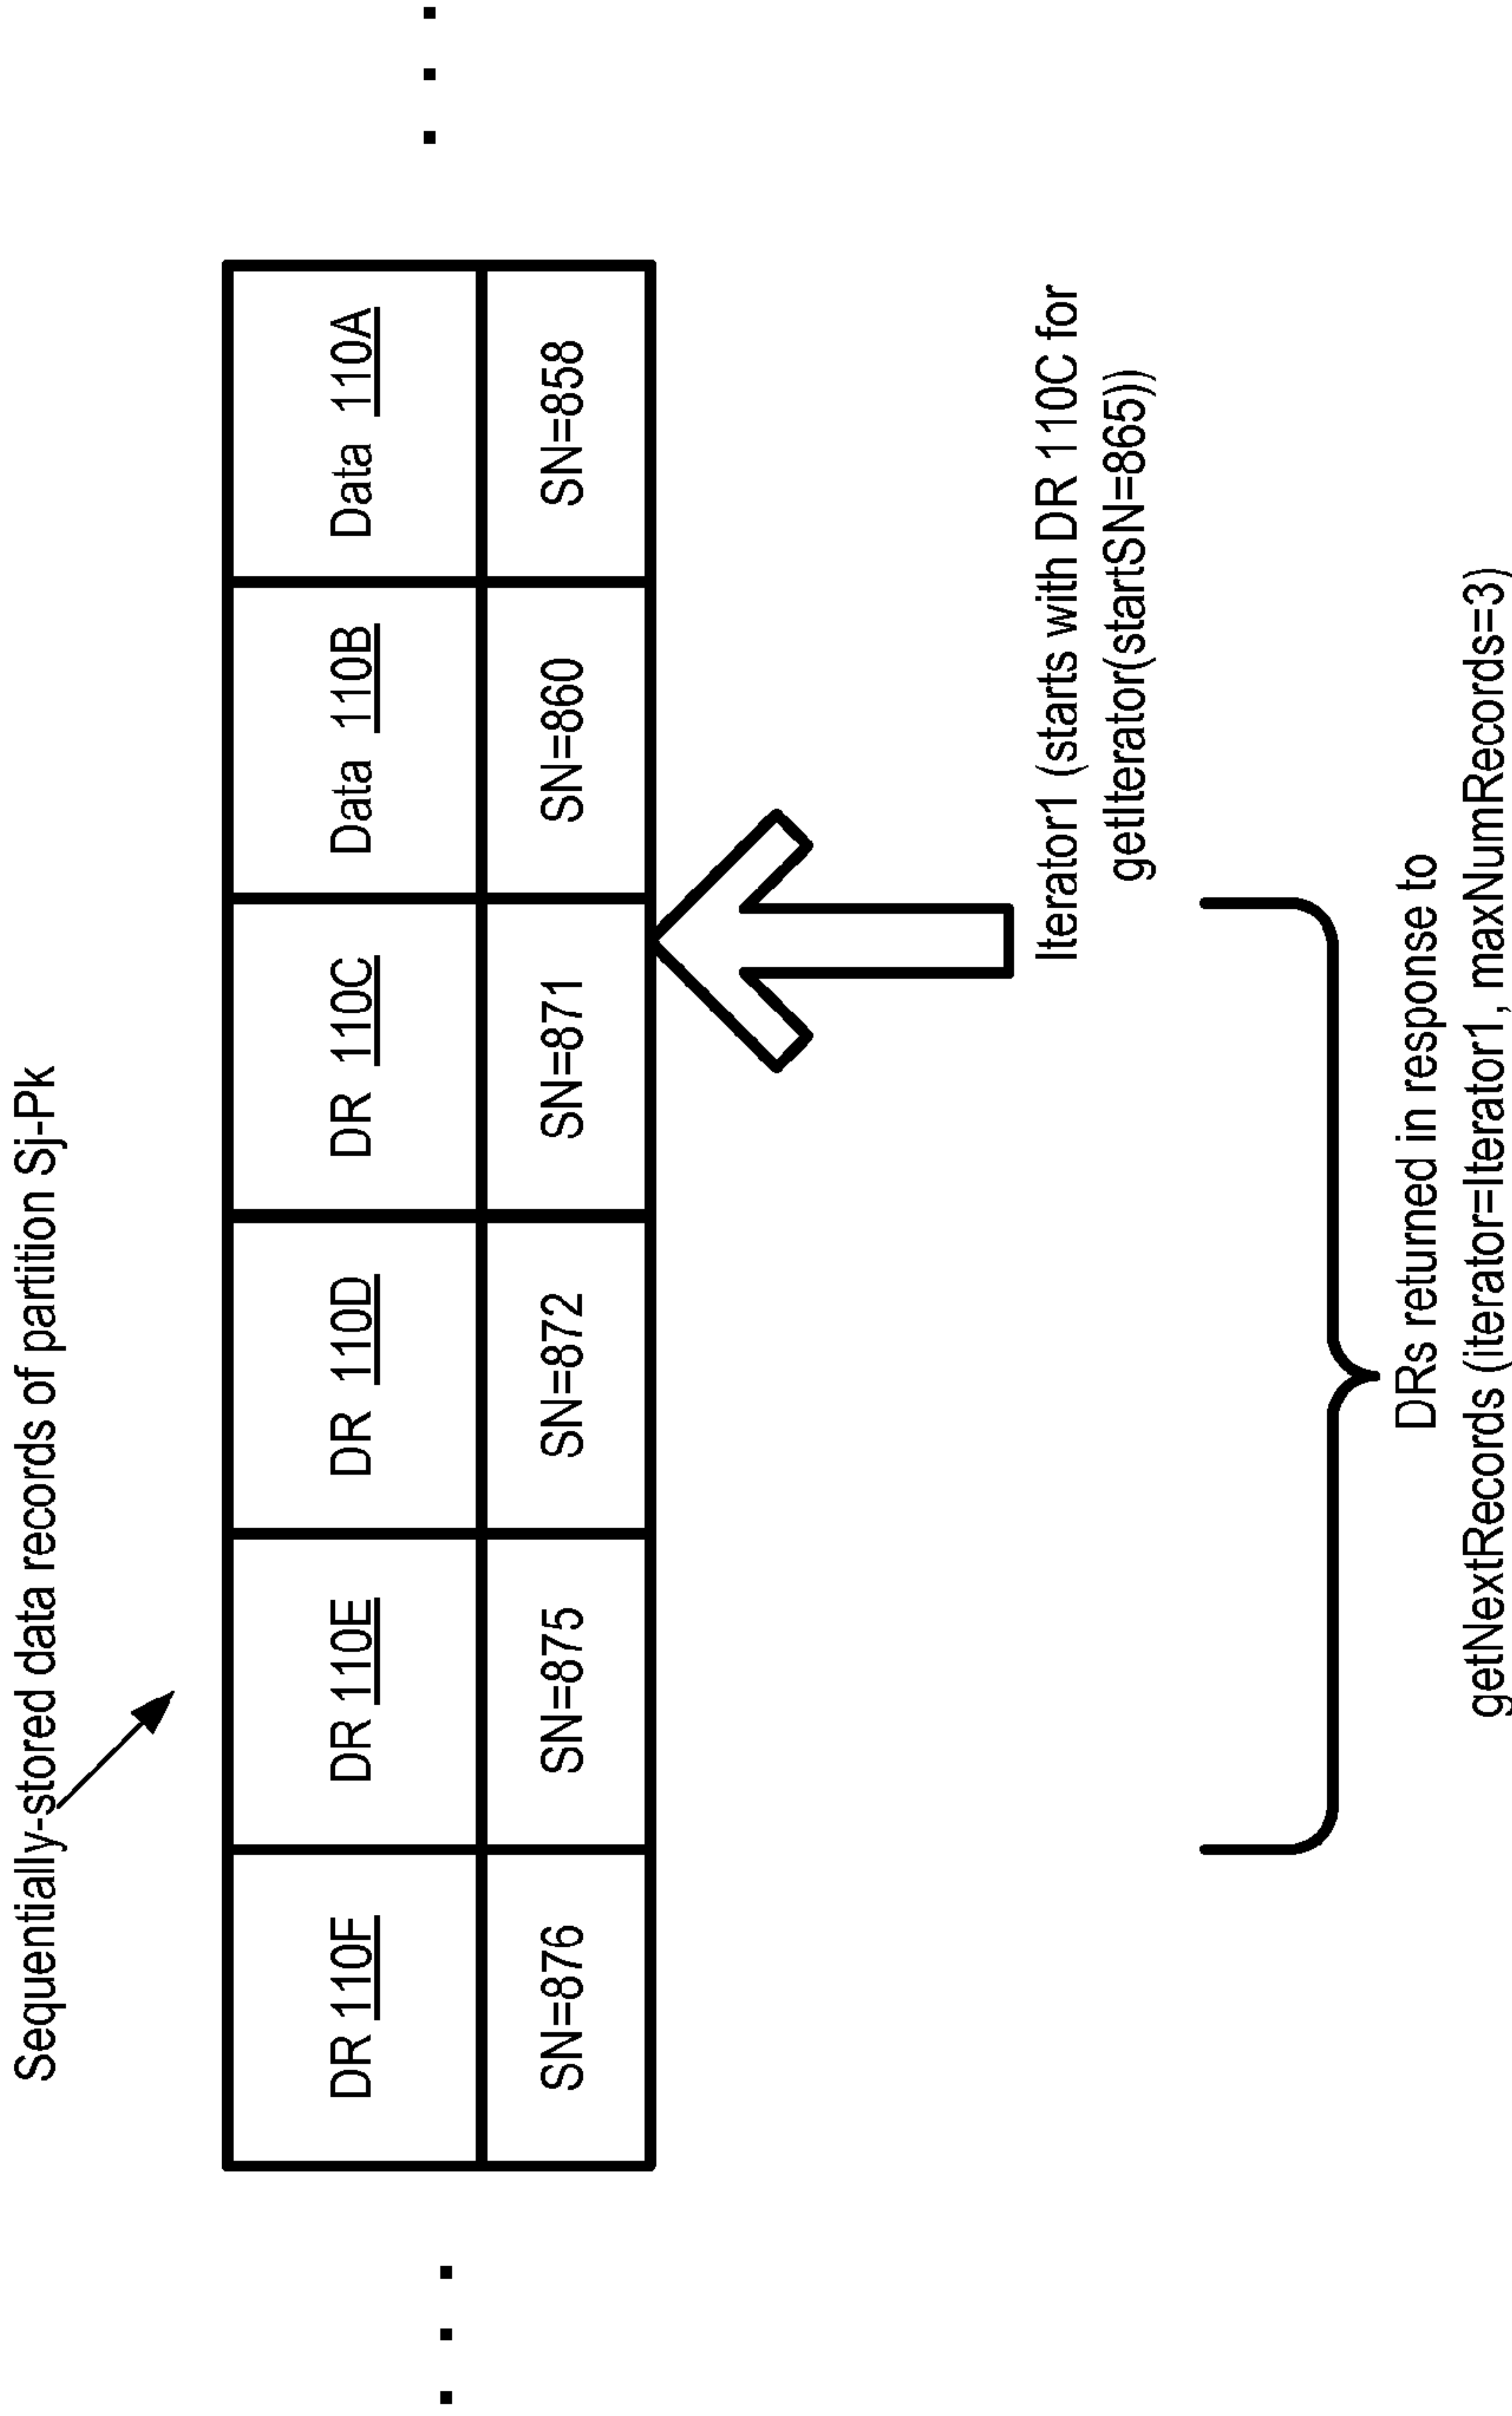 Sequentially-stored data records of partition Sj-Pk
DR 110F
DR 110E
DR 110D
DR 110C
Data 110B
Data 110A
SN=876
SN=875
SN=872
SN=871
SN=860
SN=858
Iterator1 (starts with DR 110C for
getIterator(startSN=865))
DRs returned in response to
getNextRecords (iterator=Iterator1, maxNumRecords=3)